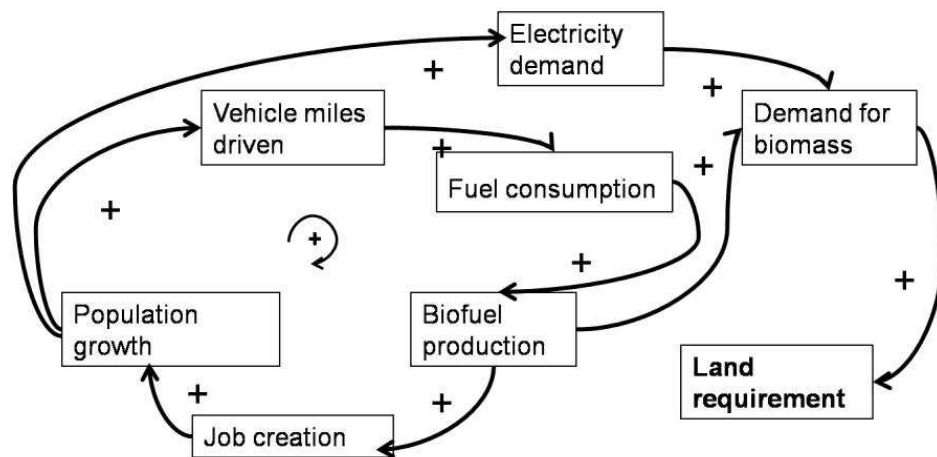 Electricity
demand
+
+
Vehicle miles
driven
Demand for
biomass
+
+
Fuel consumption
+
+
+
+
Population
growth
Biofuel
production
Land
requirement
+
+
Job creation